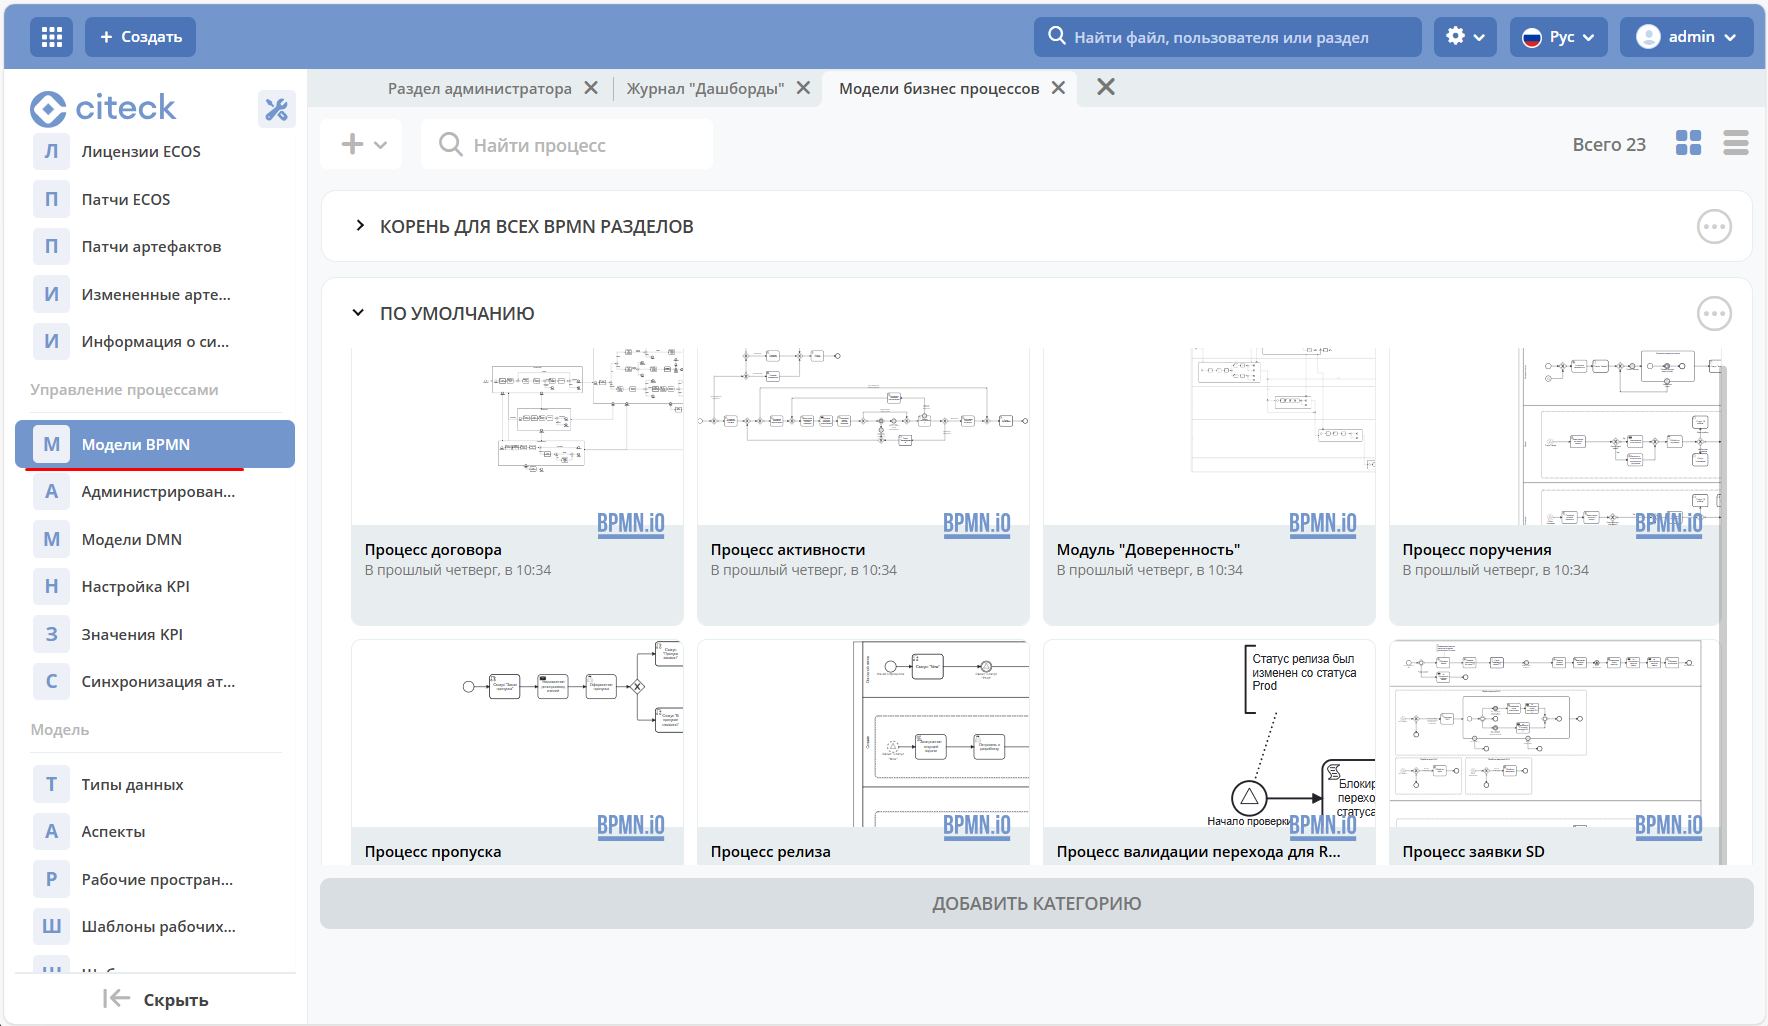 Создать
Найти файл, пользователя или раздел
Рус
admin
citeck
Лицензии ECOS
Патчи ECOS
Патчи артефактов
Измененные арте...
Информация о си...
Управление процессами
Модели BPMN
Администрирован...
Модели DMN
Настройка KPI
Значения KPI
Синхронизация ат...
Модель
Типы данных
Аспекты
Рабочие простран...
Шаблоны рабочих...
Скрыть
Раздел администратора
Журнал "Дашборды"
Модели бизнес процессов
Найти процесс
Всего 23
КОРЕНЬ ДЛЯ ВСЕХ BPMN РАЗДЕЛОВ
ПО УМОЛЧАНИЮ
BPMN.iO
Процесс договора
В прошлый четверг, в 10:34
BPMN.iO
Процесс активности
В прошлый четверг, в 10:34
BPMN.iO
Модуль "Доверенность"
В прошлый четверг, в 10:34
BPMN.iO
Процесс поручения
В прошлый четверг, в 10:34
BPMN.iO
Процесс пропуска
BPMN.iO
Процесс релиза
Статус релиза был
изменен со статуса
Prod
Блокир
перехо
статуса
Начало проверки
BPMN.iO
Процесс валидации перехода для R...
BPMN.iO
Процесс заявки SD
ДОБАВИТЬ КАТЕГОРИЮ